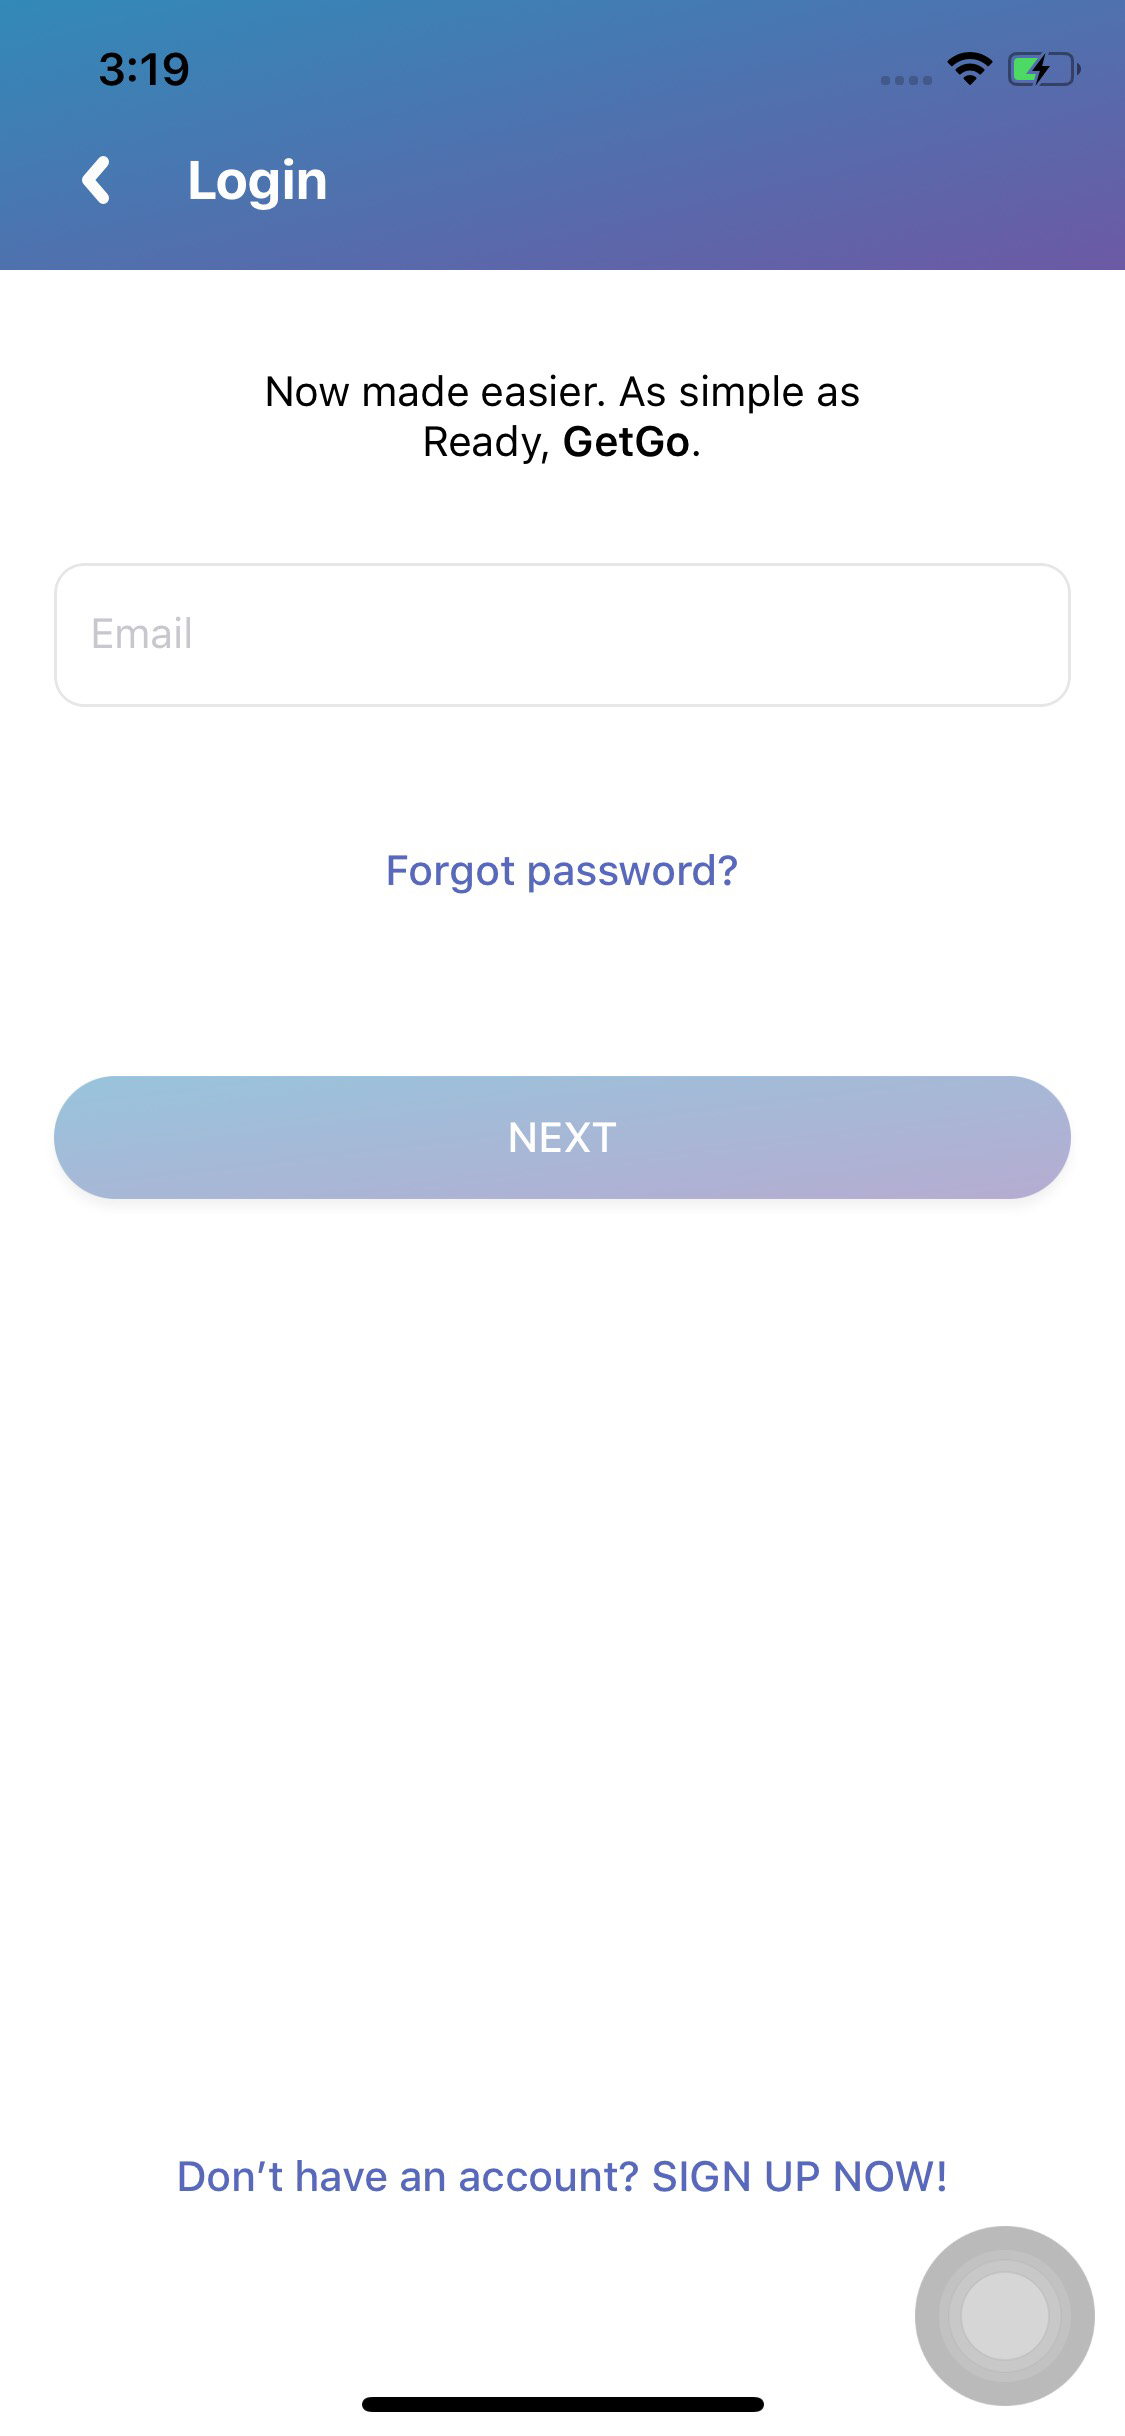 3:19
Login
Now made easier. As simple as
Ready, GetGo.
Email
Forgot password?
NEXT
Don’t have an account? SIGN UP NOW!